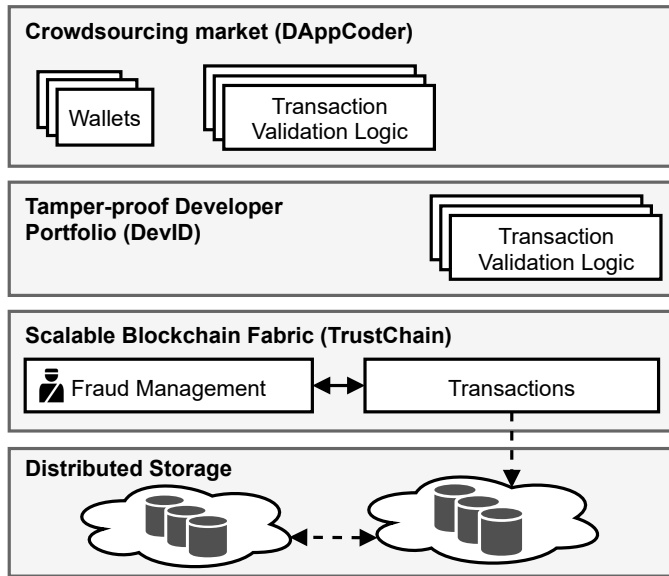 Crowdsourcing market (DAppCoder)
Wallets
Transaction
Validation Logic
Tamper-proof Developer
Portfolio (DevID)
Transaction
Validation Logic
Scalable Blockchain Fabric (TrustChain)
Fraud Management
Transactions
Distributed Storage